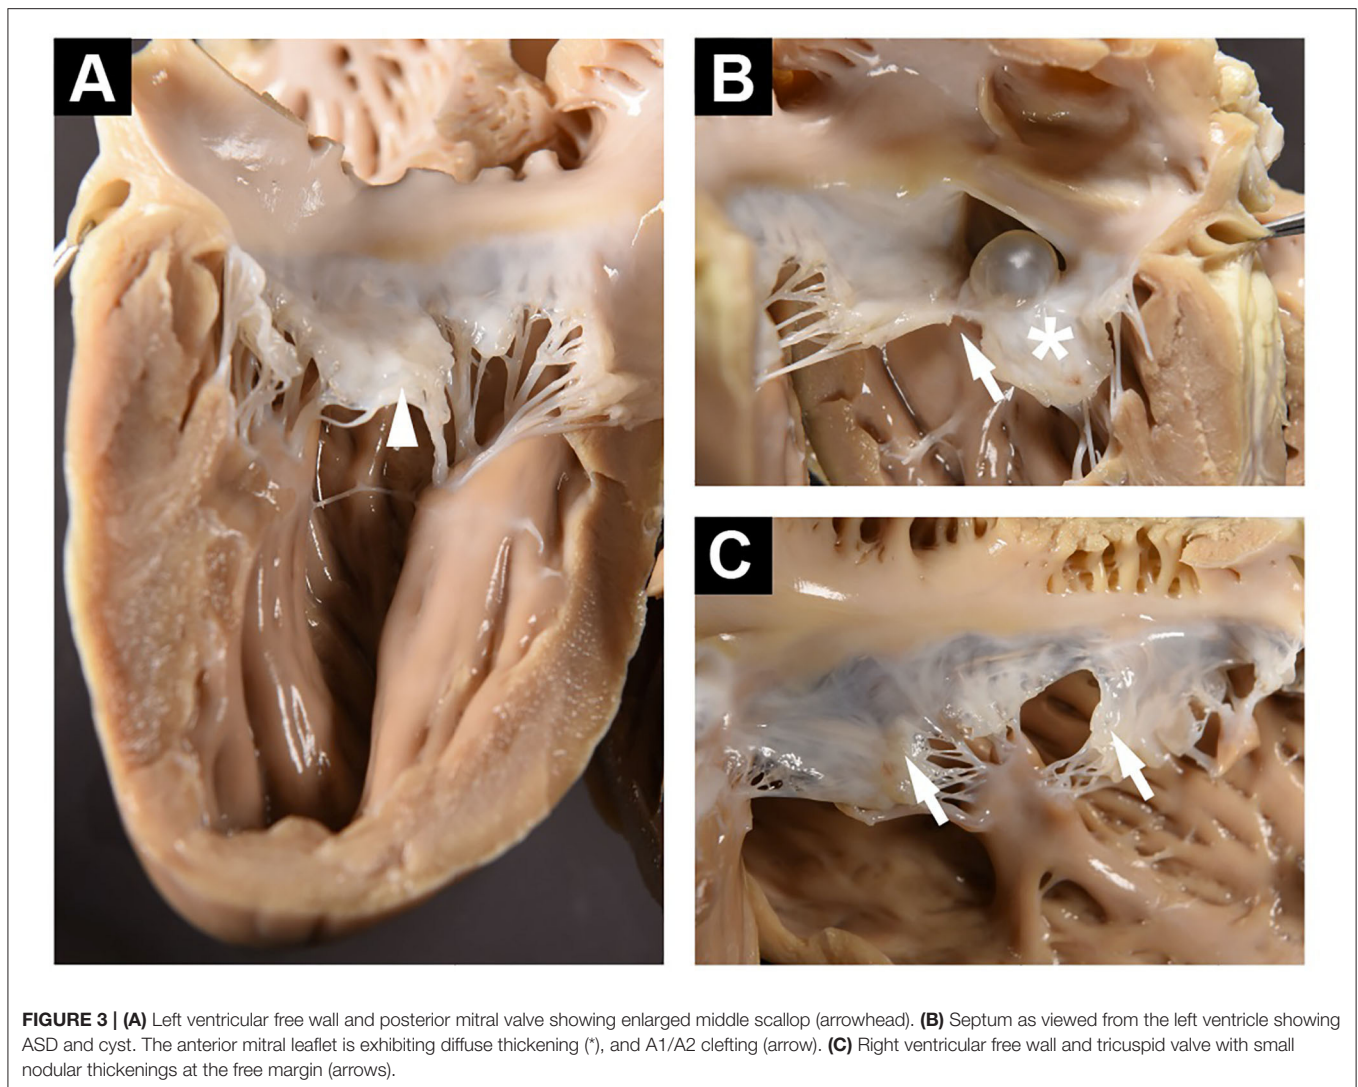 A
B
*
C
FIGURE 3 | (A) Left ventricular free wall and posterior mitral valve showing enlarged middle scallop (arrowhead). (B) Septum as viewed from the left ventricle showing
ASD and cyst. The anterior mitral leaflet is exhibiting diffuse thickening (*), and A1/A2 clefting (arrow). (C) Right ventricular free wall and tricuspid valve with small
nodular thickenings at the free margin (arrows).